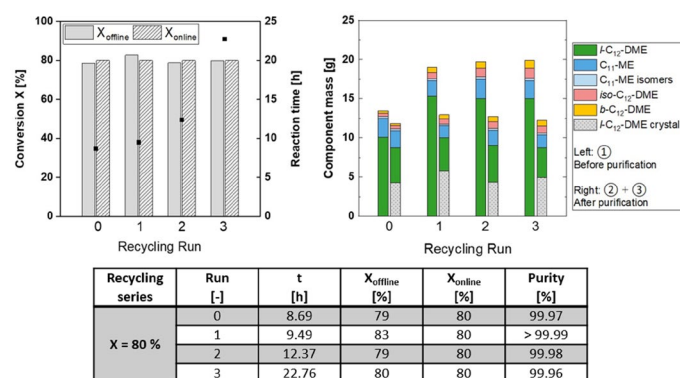 X_offline X_online
Conversion X [%]
100
80
60
40
20
0
25
20
15
10
5
0
Reaction time [h]
0 1 2 3
Recycling Run
Component mass [g]
25
20
15
10
5
0
0 1 2 3
Recycling Run
l-C12-DME
C11-ME
C11-ME isomers
iso-C12-DME
b-C12-DME
l-C12-DME crystal
Left: ①
Before purification
Right: ② + ③
After purification
Recycling series Run [-] t [h] X_offline [%] X_online [%] Purity [%]
X = 80 %
0 8.69 79 80 99.97
1 9.49 83 80 > 99.99
2 12.37 79 80 99.98
3 22.76 80 80 99.96